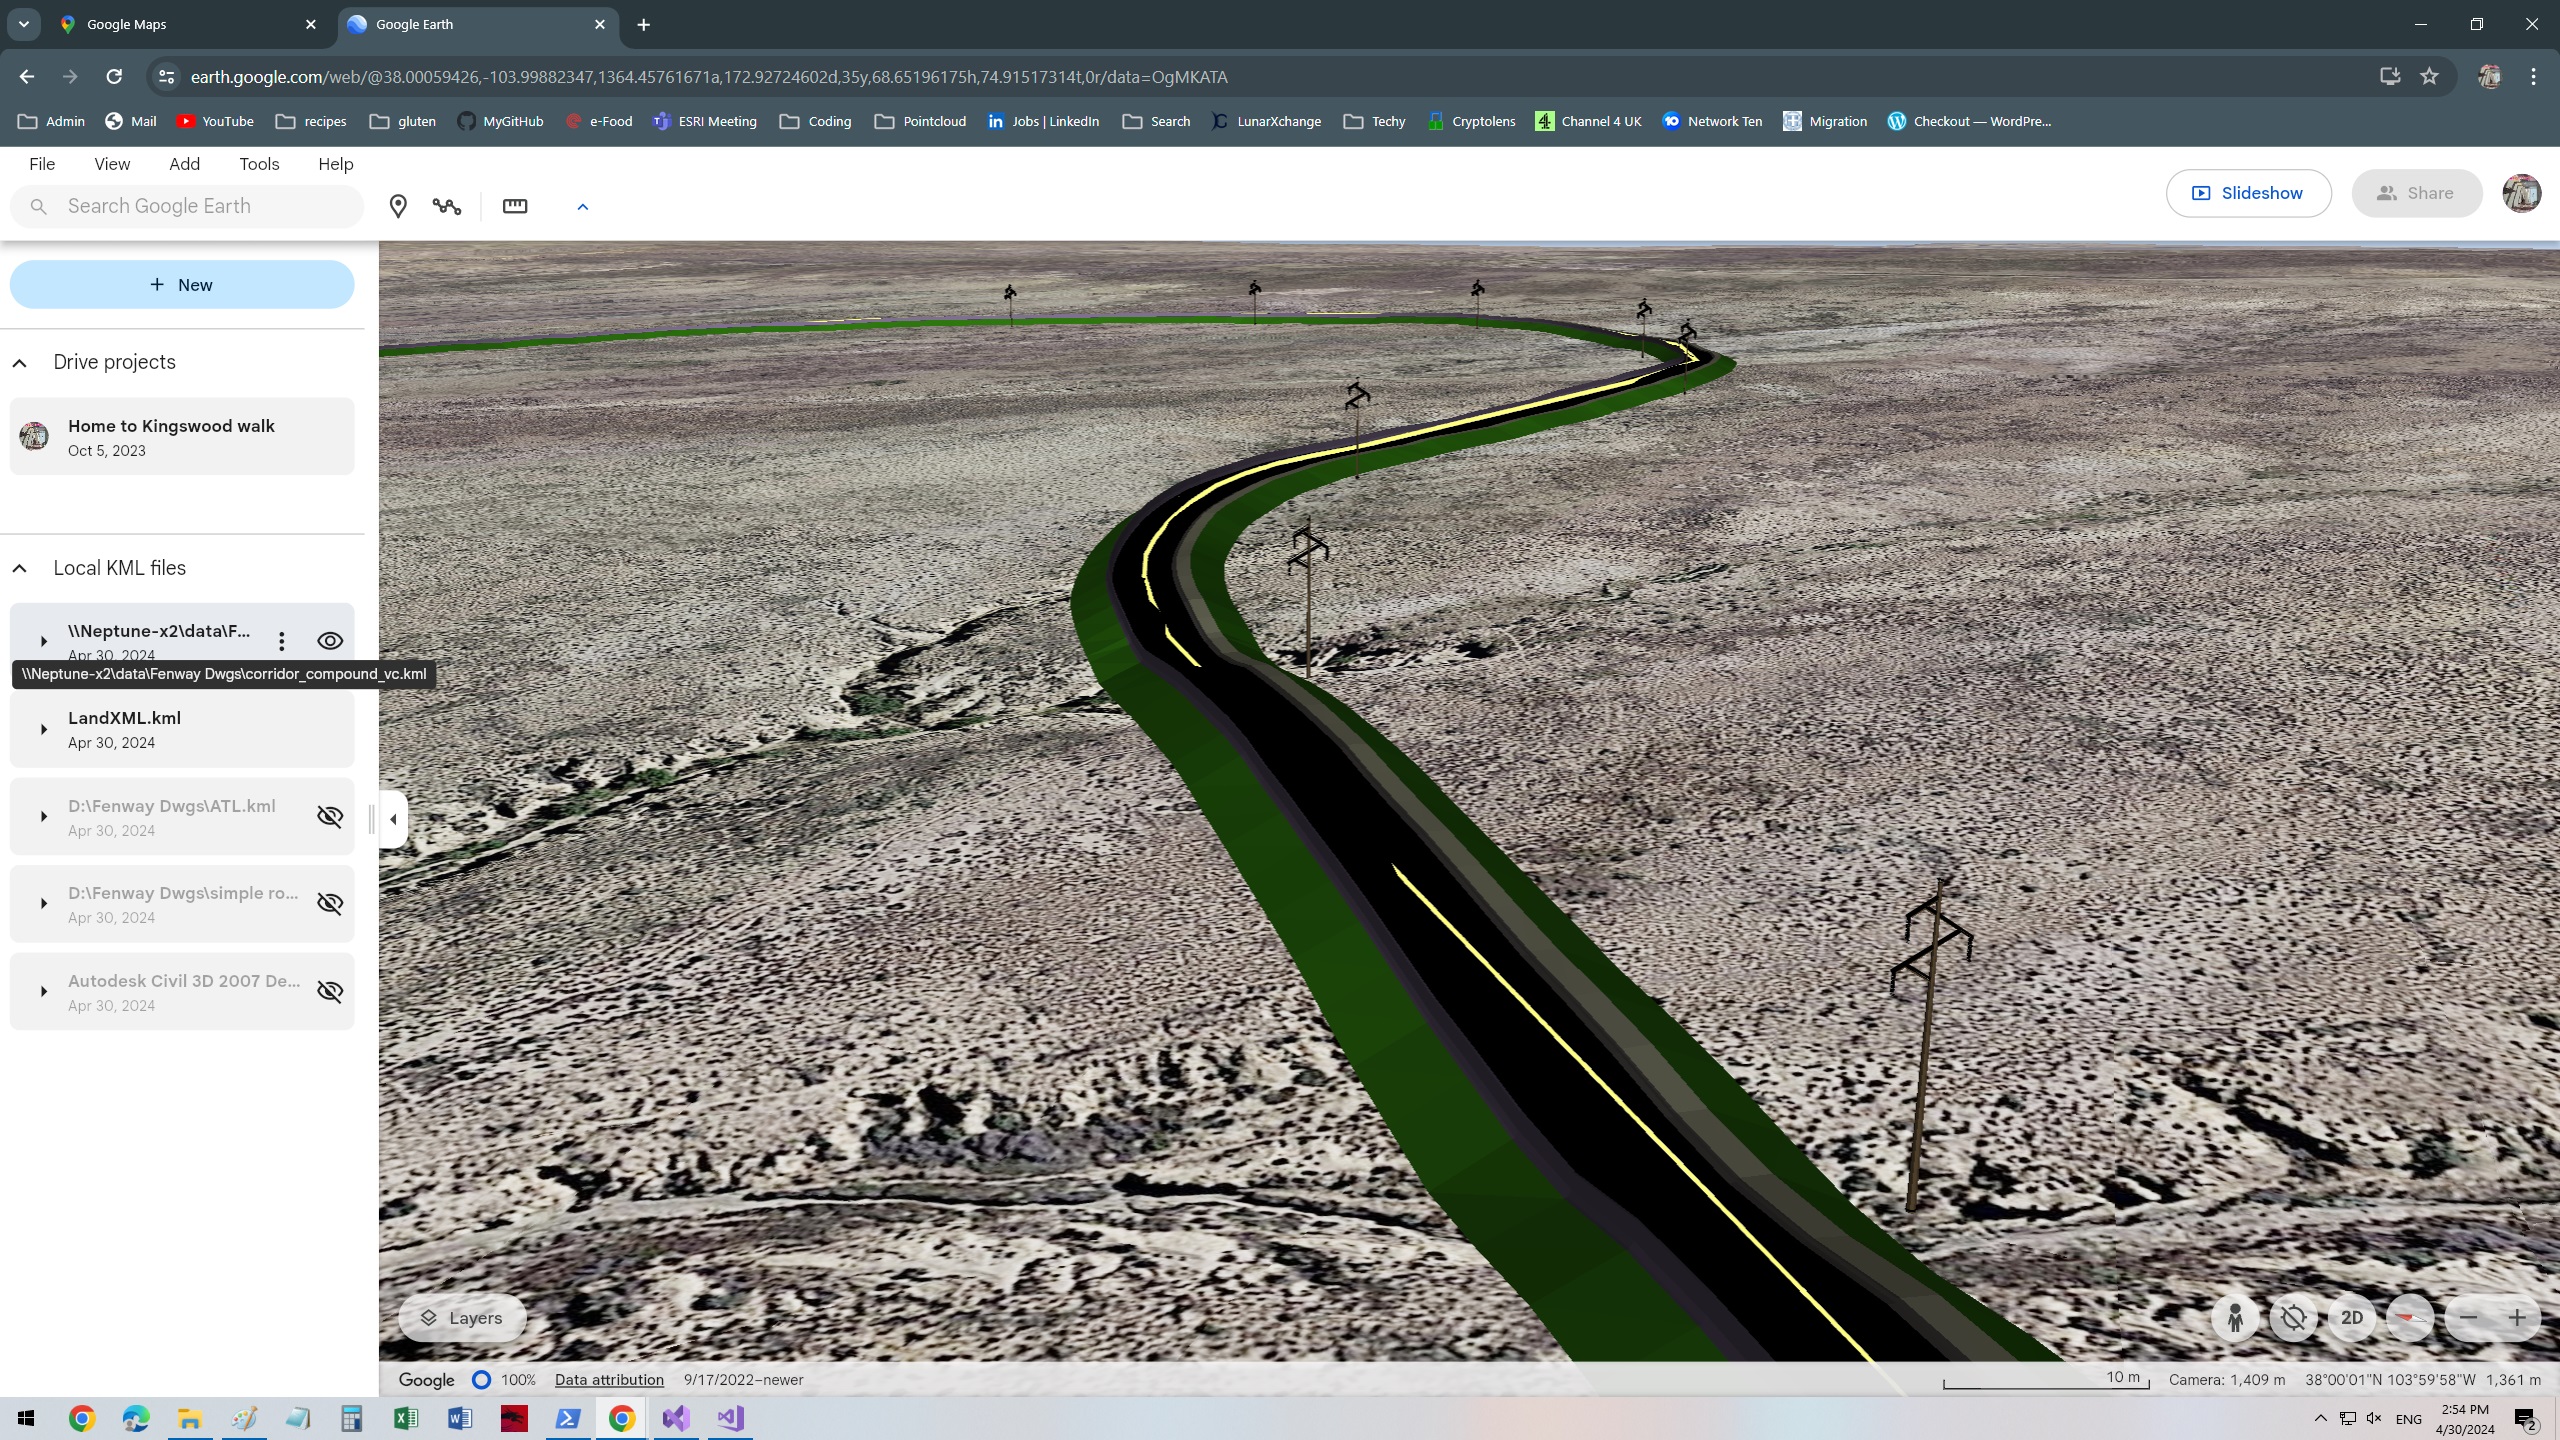 Google Maps
Google Earth
earth.google.com/web/@38.00059426,-103.99882347,1364.45761671a,172.92724602d,35y,68.65196175h,74.91517314t,0r/data=OgMKATA
Admin Mail YouTube recipes gluten MyGitHub e-Food ESRI Meeting Coding Pointcloud Jobs | LinkedIn Search LunarXchange Techy Cryptolens Channel 4 UK Network Ten Migration Checkout — WordPre...
File View Add Tools Help
Search Google Earth
Slideshow
Share
New
Drive projects
Home to Kingswood walk
Oct 5, 2023
Local KML files
\\Neptune-x2\data\F...
Apr 30, 2024
\\Neptune-x2\data\Fenway Dwgs\corridor_compound_vc.kml
LandXML.kml
Apr 30, 2024
D:\Fenway Dwgs\ATL.kml
Apr 30, 2024
D:\Fenway Dwgs\simple ro...
Apr 30, 2024
Autodesk Civil 3D 2007 De...
Apr 30, 2024
Layers
2D
Google 100% Data attribution 9/17/2022–newer
10 m Camera: 1,409 m 38°00'01"N 103°59'58"W 1,361 m
ENG
2:54 PM
4/30/2024
2